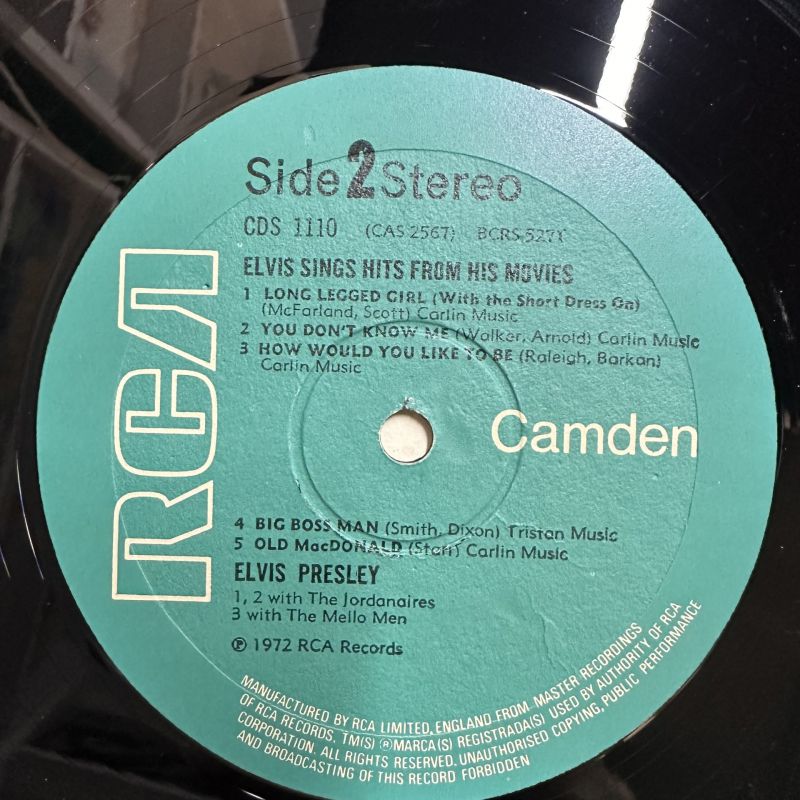 Side 2 Stereo
CDS 1110 (CAS 2567) BCRS 5271
ELVIS SINGS HITS FROM HIS MOVIES
1 LONG LEGGED GIRL (With the Short Dress On)
(McFarland, Scott) Carlin Music
2 YOU DON'T KNOW ME (Walker, Arnold) Carlin Music
3 HOW WOULD YOU LIKE TO BE (Raleigh, Barkan)
Carlin Music
RCA
Camden
4 BIG BOSS MAN (Smith, Dixon) Tristan Music
5 OLD MacDONALD (Starr) Carlin Music
ELVIS PRESLEY
1, 2 with The Jordanaires
3 with The Mello Men
℗ 1972 RCA Records
MANUFACTURED BY RCA LIMITED, ENGLAND FROM MASTER RECORDINGS
OF RCA RECORDS. TM(S) ® MARCA(S) REGISTRADA(S) USED BY AUTHORITY OF RCA
CORPORATION. ALL RIGHTS RESERVED. UNAUTHORISED COPYING, PUBLIC PERFORMANCE
AND BROADCASTING OF THIS RECORD FORBIDDEN